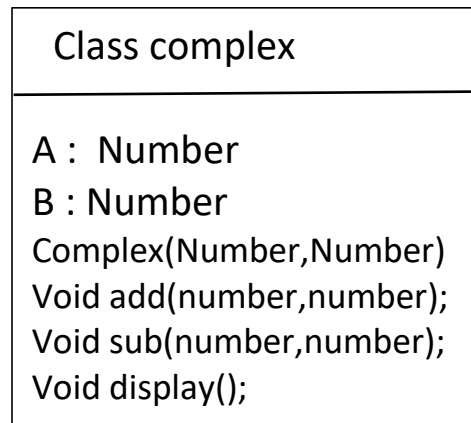 Class complex
A : Number
B : Number
Complex(Number,Number)
Void add(number,number);
Void sub(number,number);
Void display();